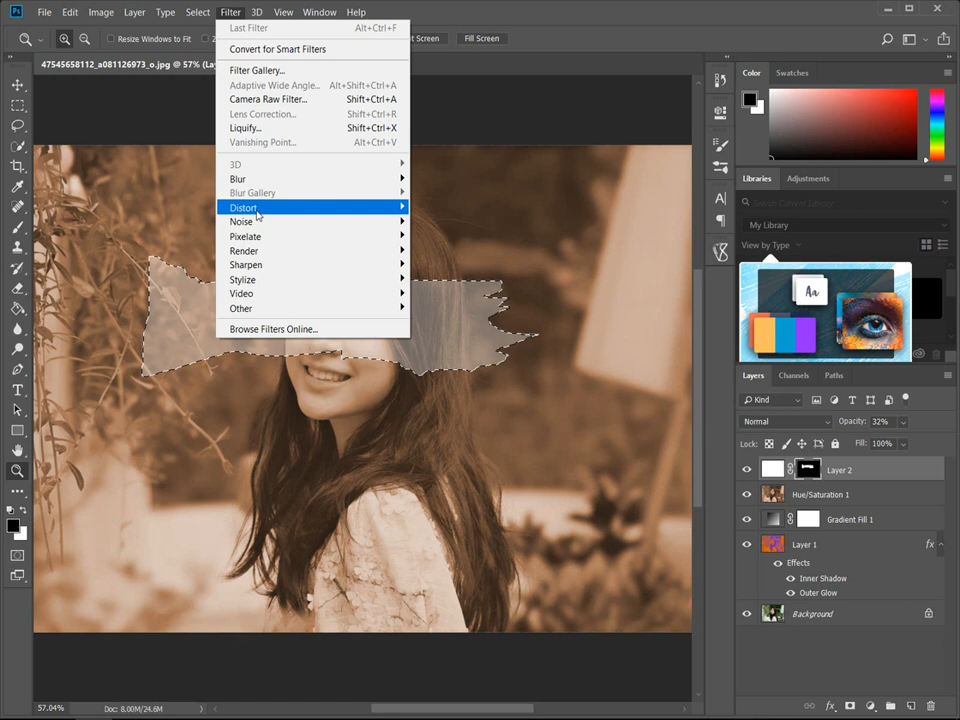 Ps File Edit Image Layer Type Select Filter 3D View Window Help
Resize Windows to Fit
Fill Screen
47545658112_a081126973_o.jpg @ 57%
Last Filter Alt+Ctrl+F
Convert for Smart Filters
Filter Gallery...
Adaptive Wide Angle... Alt+Shift+Ctrl+A
Camera Raw Filter... Shift+Ctrl+A
Lens Correction... Shift+Ctrl+R
Liquify... Shift+Ctrl+X
Vanishing Point... Alt+Ctrl+V
3D
Blur
Blur Gallery
Distort
Noise
Pixelate
Render
Sharpen
Stylize
Video
Other
Browse Filters Online...
57.04% Doc: 8.00M/24.6M
Color Swatches
Libraries Adjustments
Search Current Library
My Library
View by Type
Aa
Layers Channels Paths
Kind
Normal Opacity: 32%
Lock: Fill: 100%
Layer 2
Hue/Saturation 1
Gradient Fill 1
Layer 1 fx
Effects
Inner Shadow
Outer Glow
Background